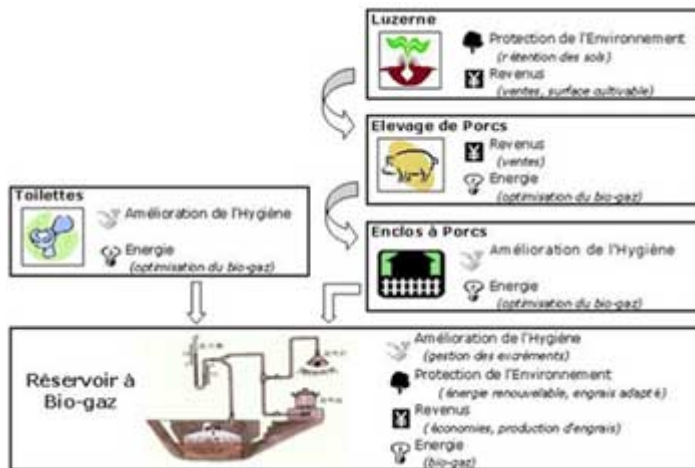 Luzerne
Protection de l'Environnement
(rétention des sols)
Revenus
(ventes, surface cultivable)
Elevage de Porcs
Revenus
(ventes)
Energie
(optimisation du bio-gaz)
Toilettes
Amélioration de l'Hygiène
Energie
(optimisation du bio-gaz)
Enclos à Porcs
Amélioration de l'Hygiène
Energie
(optimisation du bio-gaz)
Réservoir à
Bio-gaz
Amélioration de l'Hygiène
(gestion des excréments)
Protection de l'Environnement
(énergie renouvelable, engrais adapté)
Revenus
(économies, production d'engrais)
Energie
(bio-gaz)